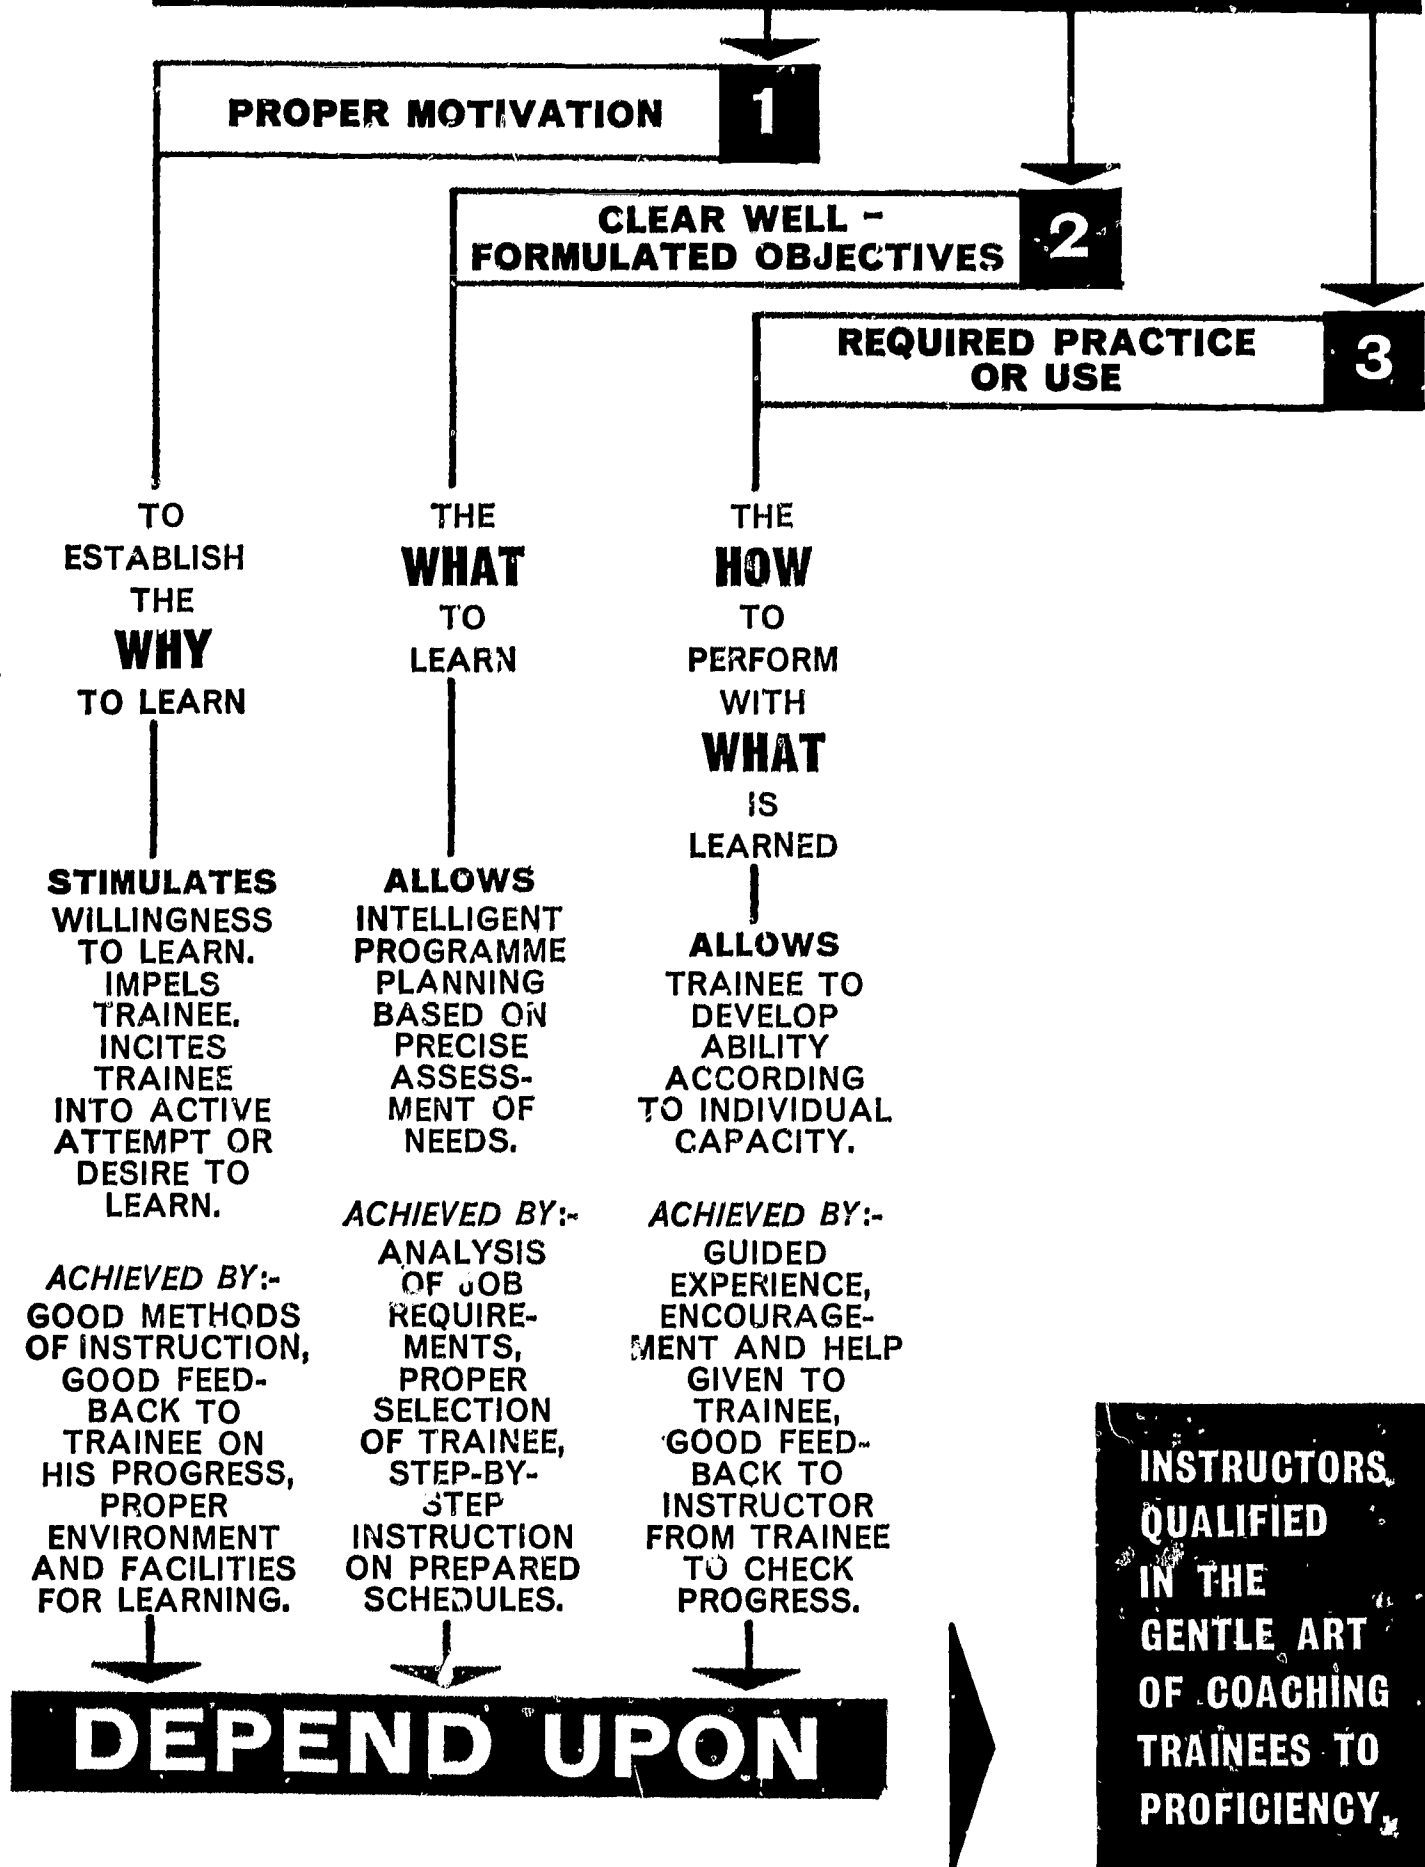 PROPER MOTIVATION
1
CLEAR WELL -
FORMULATED OBJECTIVES
2
REQUIRED PRACTICE
OR USE
3
TO
ESTABLISH
THE
WHY
TO LEARN
STIMULATES
WILLINGNESS
TO LEARN.
IMPELS
TRAINEE.
INCITES
TRAINEE
INTO ACTIVE
ATTEMPT OR
DESIRE TO
LEARN.
ACHIEVED BY:-
GOOD METHODS
OF INSTRUCTION,
GOOD FEED-
BACK TO
TRAINEE ON
HIS PROGRESS,
PROPER
ENVIRONMENT
AND FACILITIES
FOR LEARNING.
THE
WHAT
TO
LEARN
ALLOWS
INTELLIGENT
PROGRAMME
PLANNING
BASED ON
PRECISE
ASSESS-
MENT OF
NEEDS.
ACHIEVED BY:-
ANALYSIS
OF JOB
REQUIRE-
MENTS,
PROPER
SELECTION
OF TRAINEE,
STEP-BY-
STEP
INSTRUCTION
ON PREPARED
SCHEDULES.
THE
HOW
TO
PERFORM
WITH
WHAT
IS
LEARNED
ALLOWS
TRAINEE TO
DEVELOP
ABILITY
ACCORDING
TO INDIVIDUAL
CAPACITY.
ACHIEVED BY:-
GUIDED
EXPERIENCE,
ENCOURAGE-
MENT AND HELP
GIVEN TO
TRAINEE,
GOOD FEED-
BACK TO
INSTRUCTOR
FROM TRAINEE
TO CHECK
PROGRESS.
DEPEND UPON
INSTRUCTORS
QUALIFIED
IN THE
GENTLE ART
OF COACHING
TRAINEES TO
PROFICIENCY.